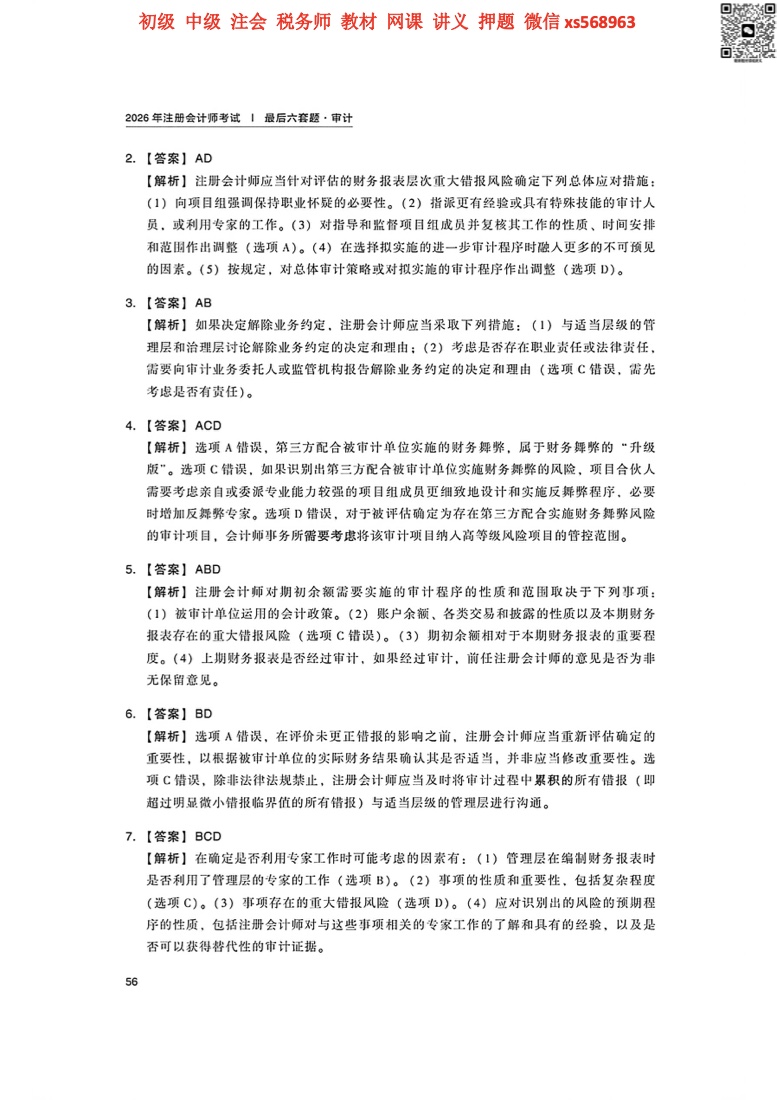 初级 中级 注会 税务师 教材 网课 讲义 押题 微信 xs568963
2026 年注册会计师考试 | 最后六套题·审计
2. 【答案】AD
【解析】注册会计师应当针对评估的财务报表层次重大错报风险确定下列总体应对措施：
（1）向项目组强调保持职业怀疑的必要性。（2）指派更有经验或具有特殊技能的审计人
员，或利用专家的工作。（3）对指导和监督项目组成员并复核其工作的性质、时间安排
和范围作出调整（选项 A）。（4）在选择拟实施的进一步审计程序时融入更多的不可预见
的因素。（5）按规定，对总体审计策略或对拟实施的审计程序作出调整（选项 D）。
3. 【答案】AB
【解析】如果决定解除业务约定，注册会计师应当采取下列措施：（1）与适当层级的管
理层和治理层讨论解除业务约定的决定和理由；（2）考虑是否存在职业责任或法律责任，
需要向审计业务委托人或监管机构报告解除业务约定的决定和理由（选项 C 错误，需先
考虑是否有责任）。
4. 【答案】ACD
【解析】选项 A 错误，第三方配合被审计单位实施的财务舞弊，属于财务舞弊的“升级
版”。选项 C 错误，如果识别出第三方配合被审计单位实施财务舞弊的风险，项目合伙人
需要考虑亲自或委派专业能力较强的项目组成员更细致地设计和实施反舞弊程序、必要
时增加反舞弊专家。选项 D 错误，对于被评估确定为存在第三方配合实施财务舞弊风险
的审计项目，会计师事务所需要考虑将该审计项目纳入高等级风险项目的管控范围。
5. 【答案】ABD
【解析】注册会计师对期初余额需要实施的审计程序的性质和范围取决于下列事项：
（1）被审计单位运用的会计政策。（2）账户余额、各类交易和披露的性质以及本期财务
报表存在的重大错报风险（选项 C 错误）。（3）期初余额相对于本期财务报表的重要程
度。（4）上期财务报表是否经过审计，如果经过审计，前任注册会计师的意见是否为非
无保留意见。
6. 【答案】BD
【解析】选项 A 错误，在评价未更正错报的影响之前，注册会计师应当重新评估确定的
重要性，以根据被审计单位的实际财务结果确认其是否适当，并非应当修改重要性。选
项 C 错误，除非法律法规禁止，注册会计师应当及时将审计过程中累积的所有错报（即
超过明显微小错报临界值的所有错报）与适当层级的管理层进行沟通。
7. 【答案】BCD
【解析】在确定是否利用专家工作时可能考虑的因素有：（1）管理层在编制财务报表时
是否利用了管理层的专家的工作（选项 B）。（2）事项的性质和重要性，包括复杂程度
（选项 C）。（3）事项存在的重大错报风险（选项 D）。（4）应对识别出的风险的预期程
序的性质，包括注册会计师对与这些事项相关的专家工作的了解和具有的经验，以及是
否可以获得替代性的审计证据。
56